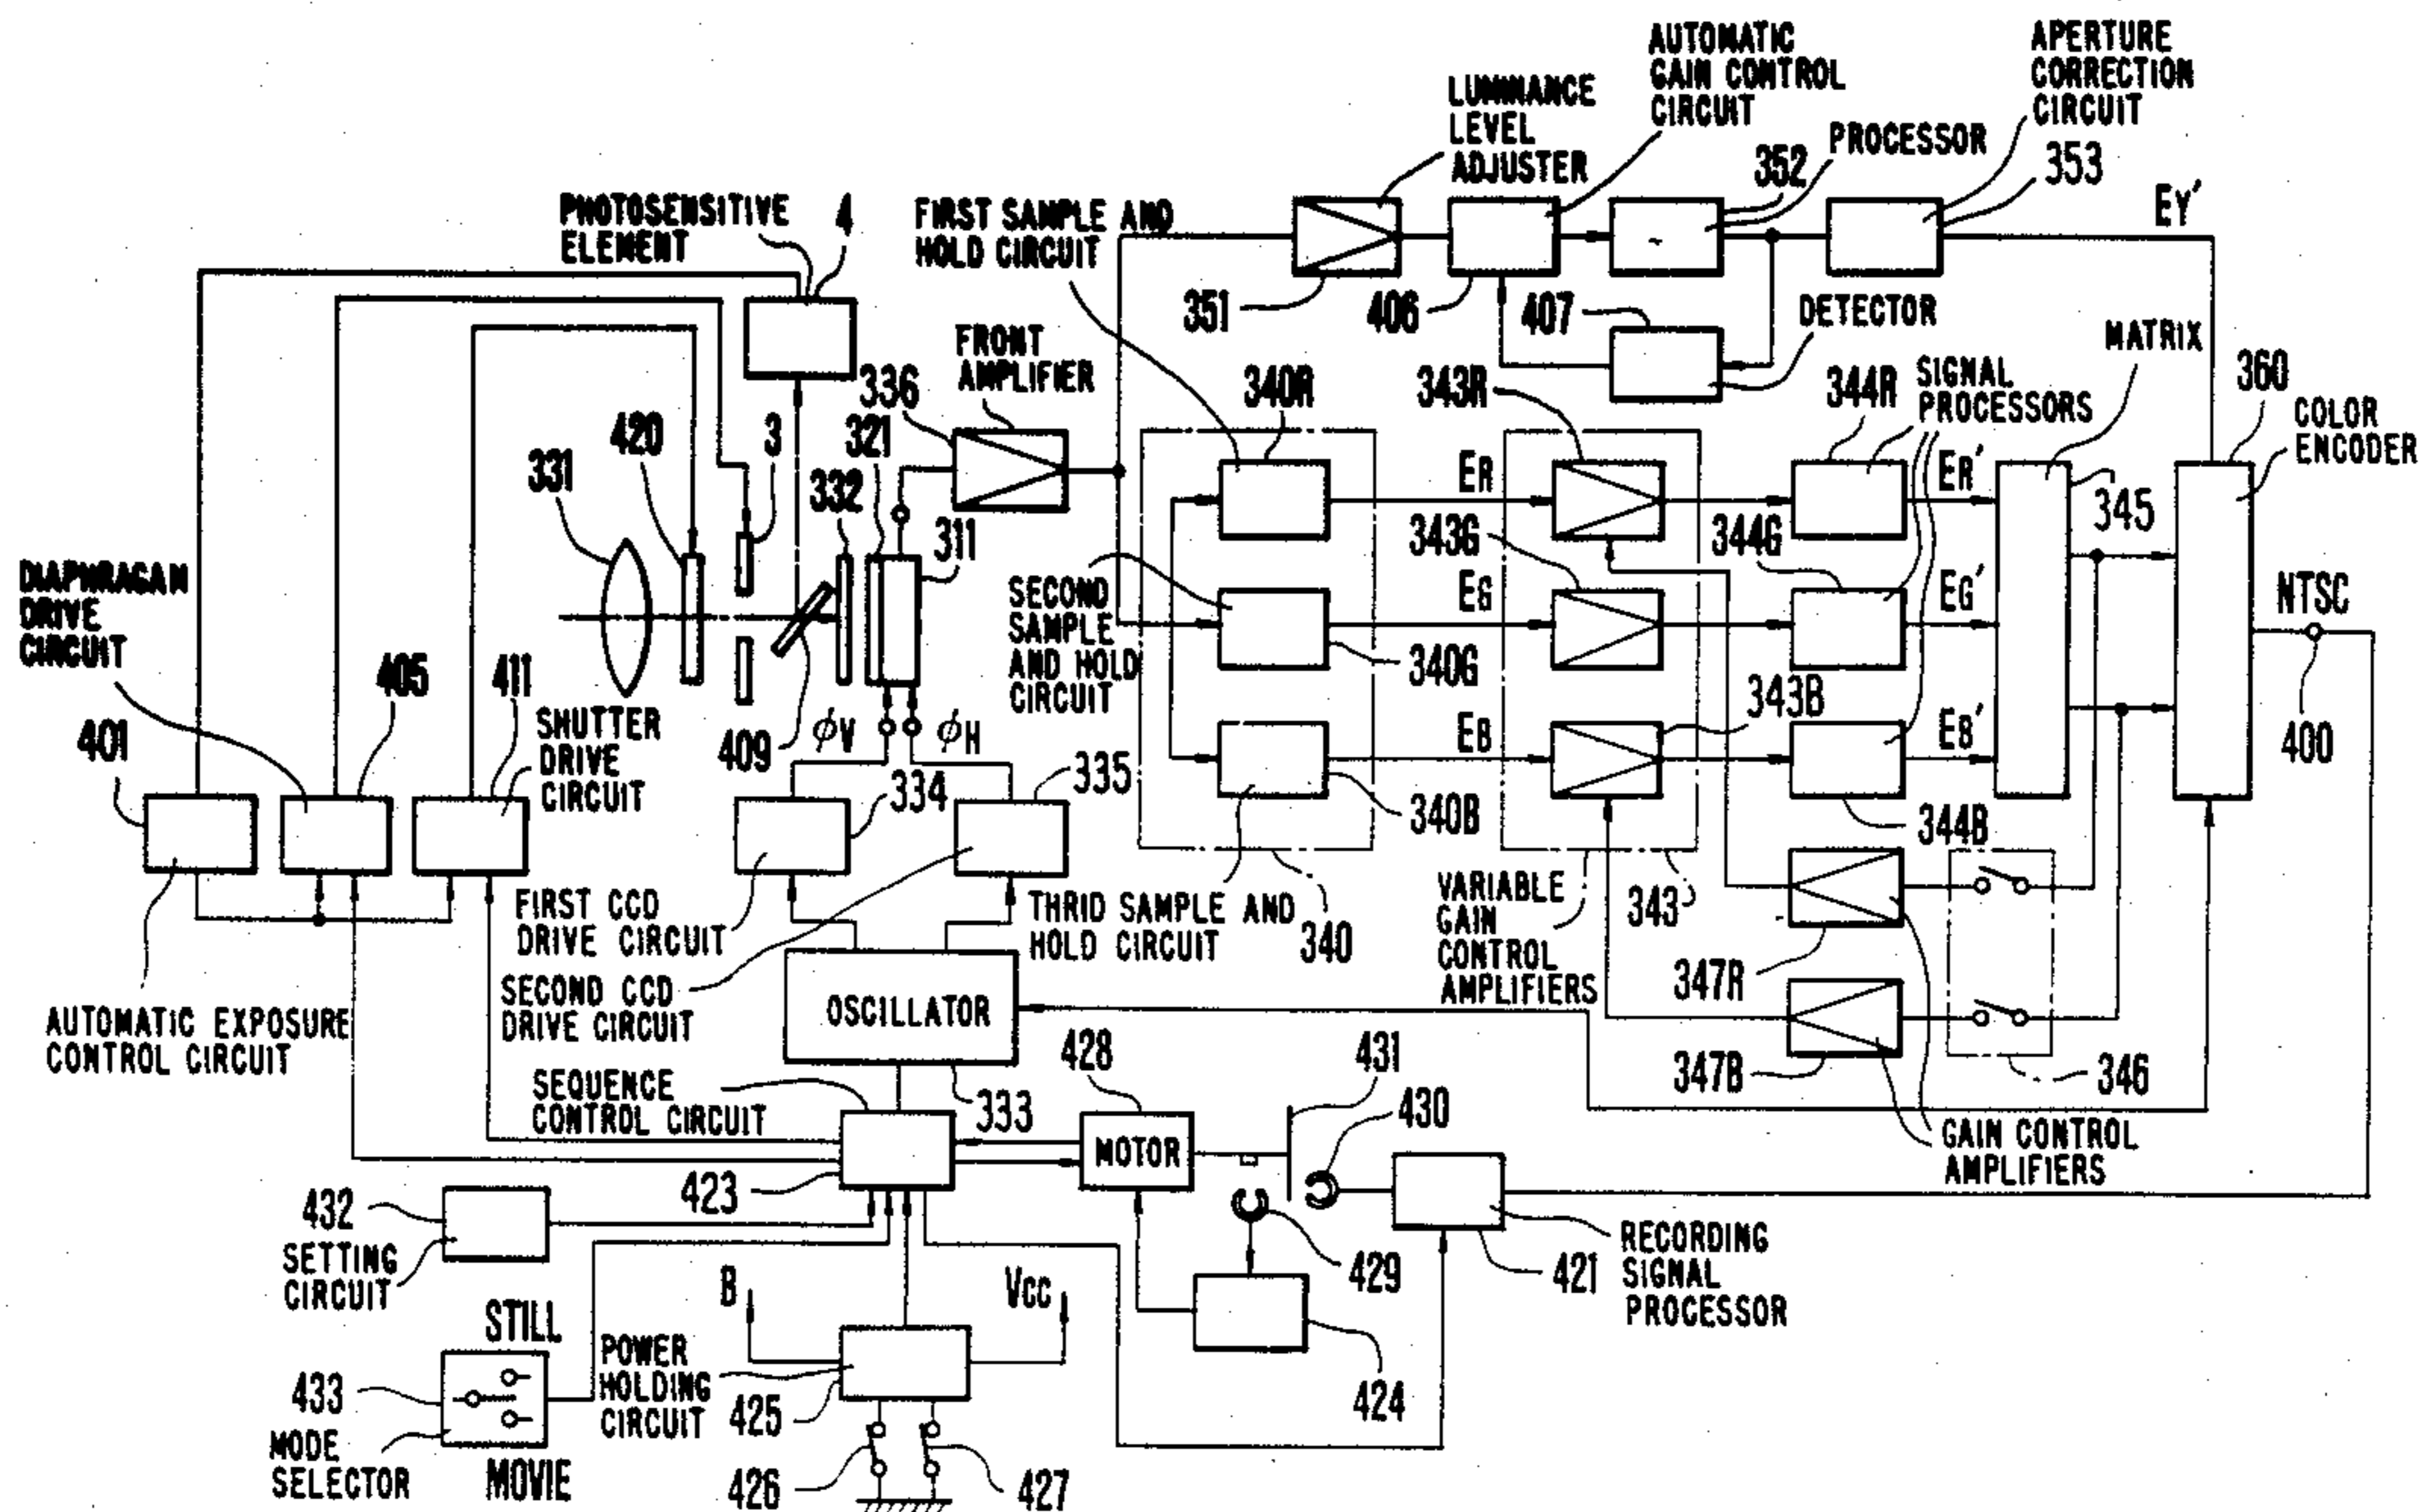 AUTOMATIC
GAIN CONTROL
CIRCUIT
APERTURE
CORRECTION
CIRCUIT
LUMINANCE
LEVEL
ADJUSTER
352
PROCESSOR
353
EY'
PHOTOSENSITIVE
ELEMENT
4
FIRST SAMPLE AND
HOLD CIRCUIT
351
406
407
DETECTOR
MATRIX
FRONT
AMPLIFIER
336
340R
343R
344R
SIGNAL
PROCESSORS
360
COLOR
ENCODER
331
420
3
321
332
311
ER
ER'
345
343G
344G
DIAPHRAGAN
DRIVE
CIRCUIT
SECOND
SAMPLE
AND HOLD
CIRCUIT
EG
EG'
NTSC
340G
401
405
411
SHUTTER
DRIVE
CIRCUIT
409
ϕV
ϕH
334
335
EB
343B
EB'
400
340B
344B
FIRST CCD
DRIVE CIRCUIT
THRID SAMPLE AND
HOLD CIRCUIT
340
VARIABLE
GAIN
CONTROL
AMPLIFIERS
343
347R
AUTOMATIC EXPOSURE
CONTROL CIRCUIT
SECOND CCD
DRIVE CIRCUIT
OSCILLATOR
428
431
430
347B
346
SEQUENCE
CONTROL CIRCUIT
333
MOTOR
GAIN CONTROL
AMPLIFIERS
423
432
SETTING
CIRCUIT
429
421
RECORDING
SIGNAL
PROCESSOR
B
VCC
STILL
POWER
HOLDING
CIRCUIT
425
424
433
MODE
SELECTOR
MOVIE
426
427